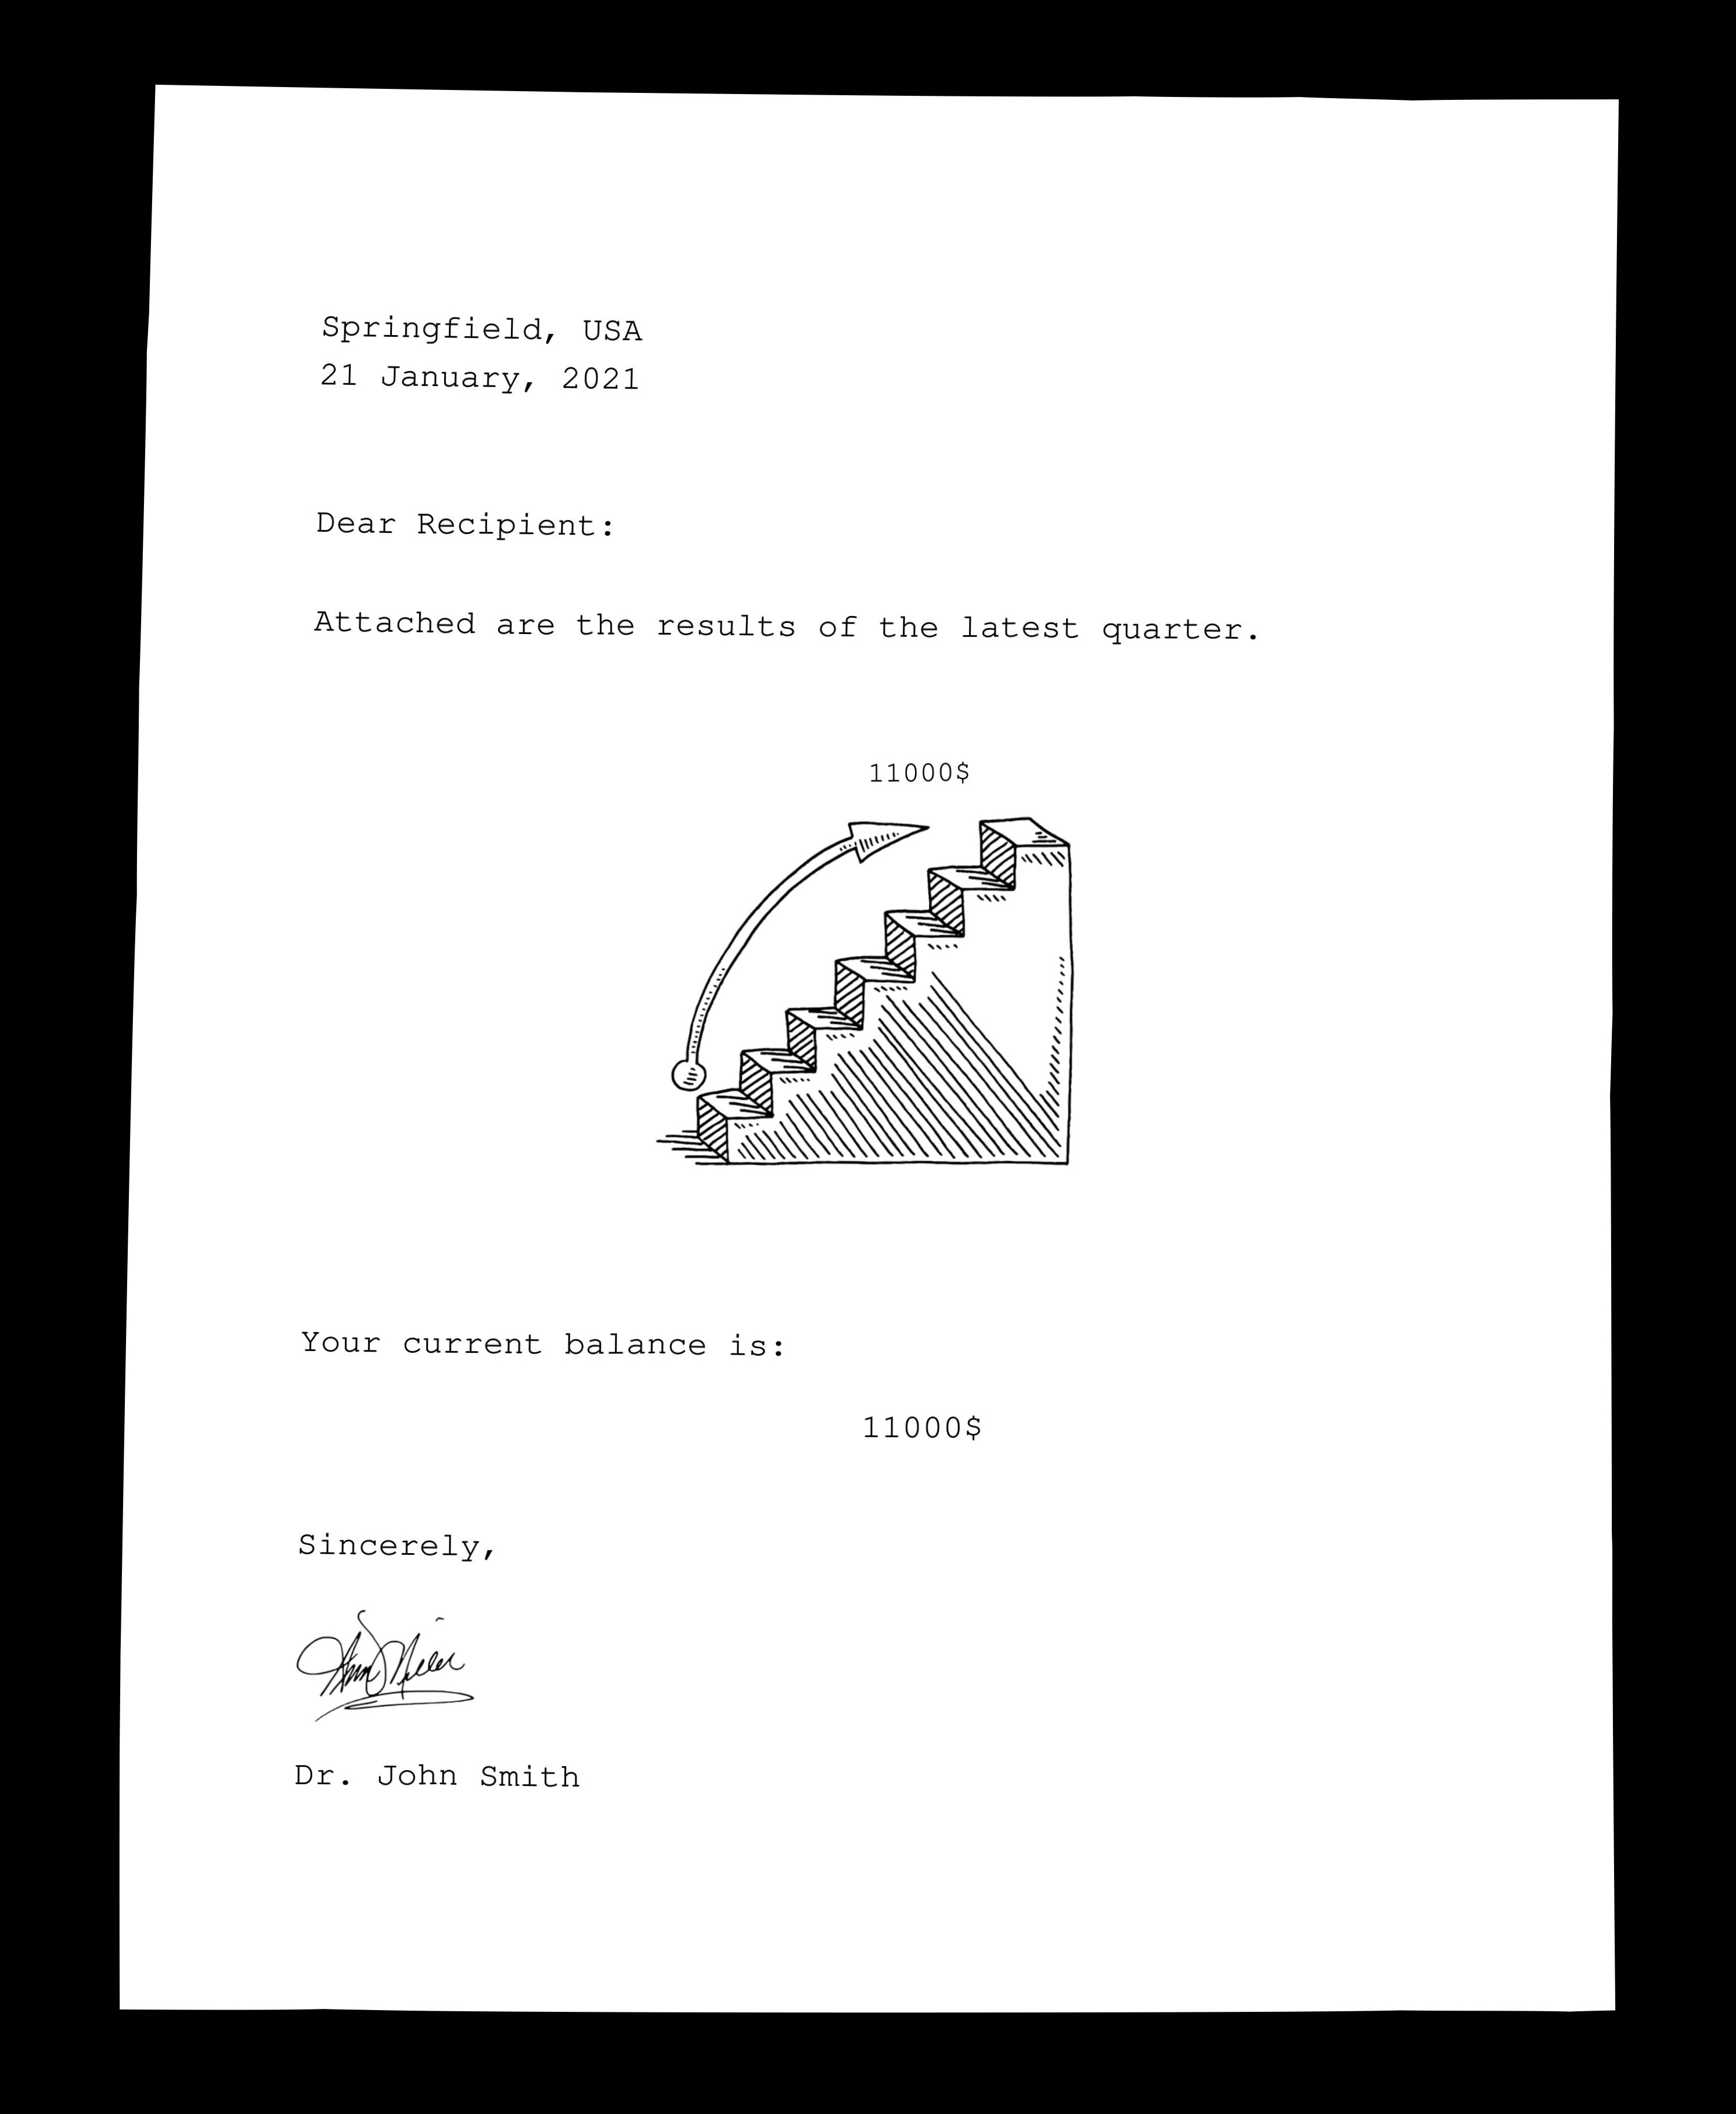 Springfield, USA
21 January, 2021
Dear Recipient:
Attached are the results of the latest quarter.
11000$
Your current balance is:
11000$
Sincerely,
Dr. John Smith